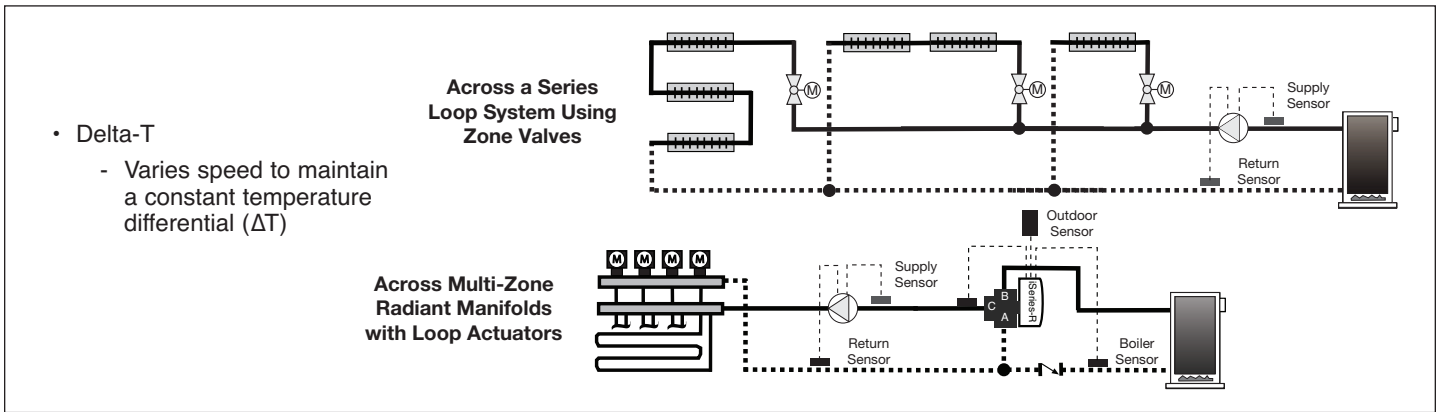 • Delta-T
- Varies speed to maintain
a constant temperature
differential (ΔT)
Across a Series
Loop System Using
Zone Valves
M
M
M
Supply
Sensor
Return
Sensor
Across Multi-Zone
Radiant Manifolds
with Loop Actuators
M M M M
Supply
Sensor
Return
Sensor
Outdoor
Sensor
B
C
A
iSeries-R
Boiler
Sensor